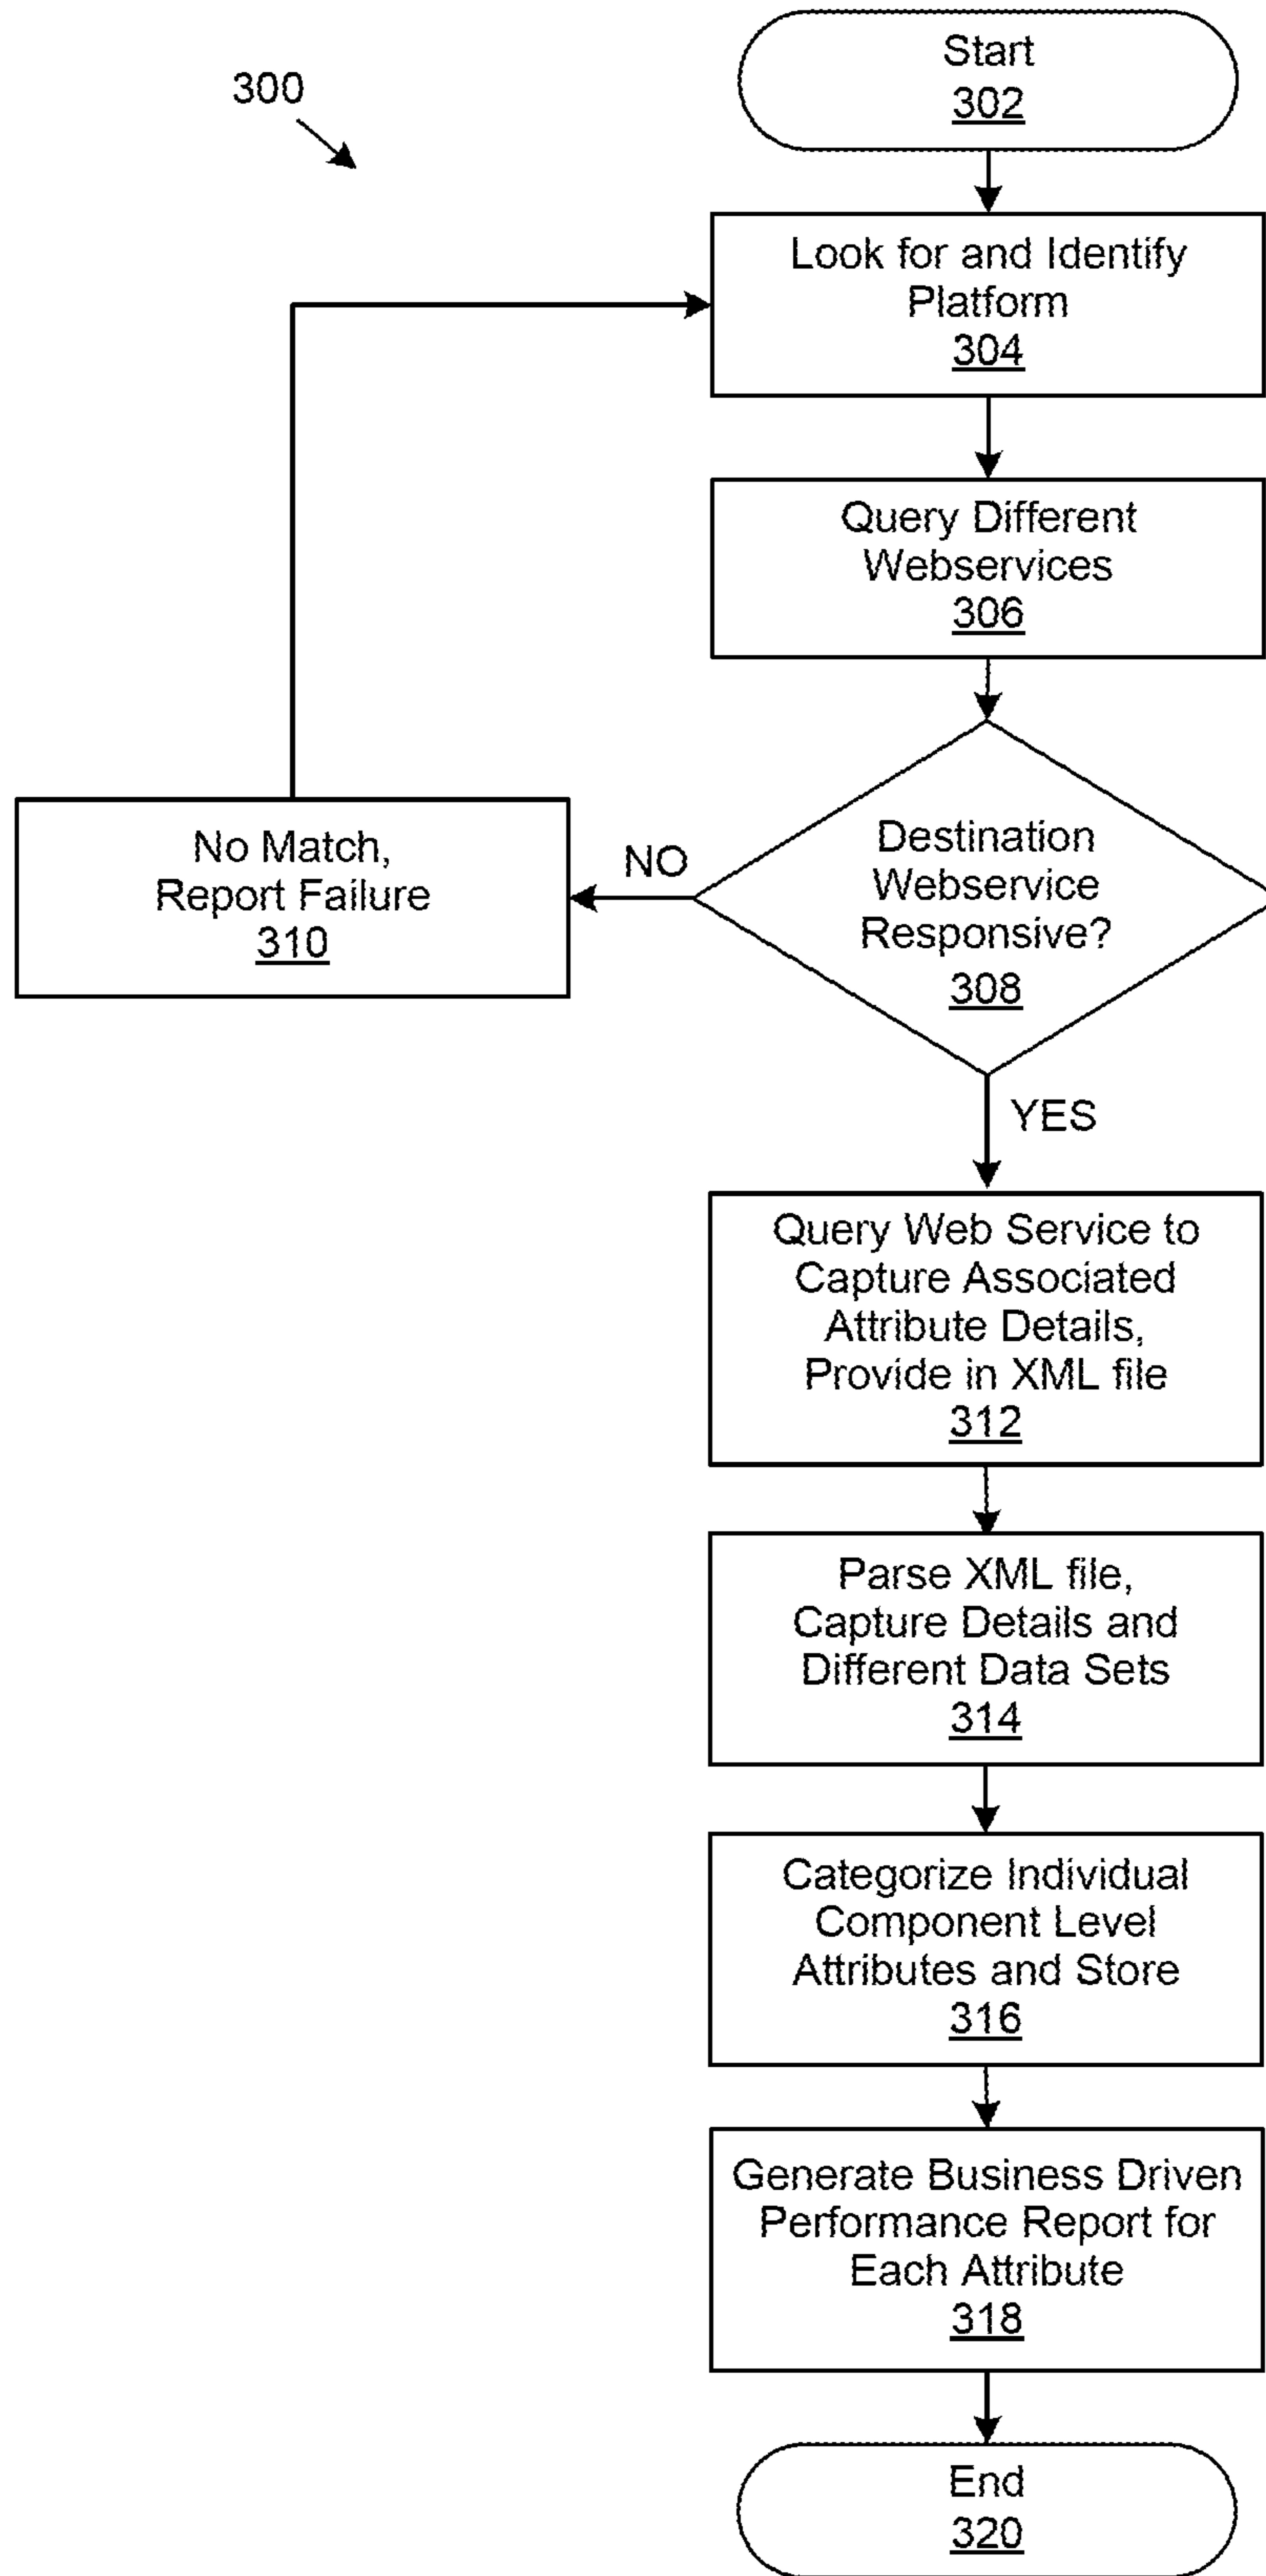 300
Start
302
Look for and Identify
Platform
304
Query Different
Webservices
306
Destination
Webservice
Responsive?
308
NO
No Match,
Report Failure
310
YES
Query Web Service to
Capture Associated
Attribute Details,
Provide in XML file
312
Parse XML file,
Capture Details and
Different Data Sets
314
Categorize Individual
Component Level
Attributes and Store
316
Generate Business Driven
Performance Report for
Each Attribute
318
End
320